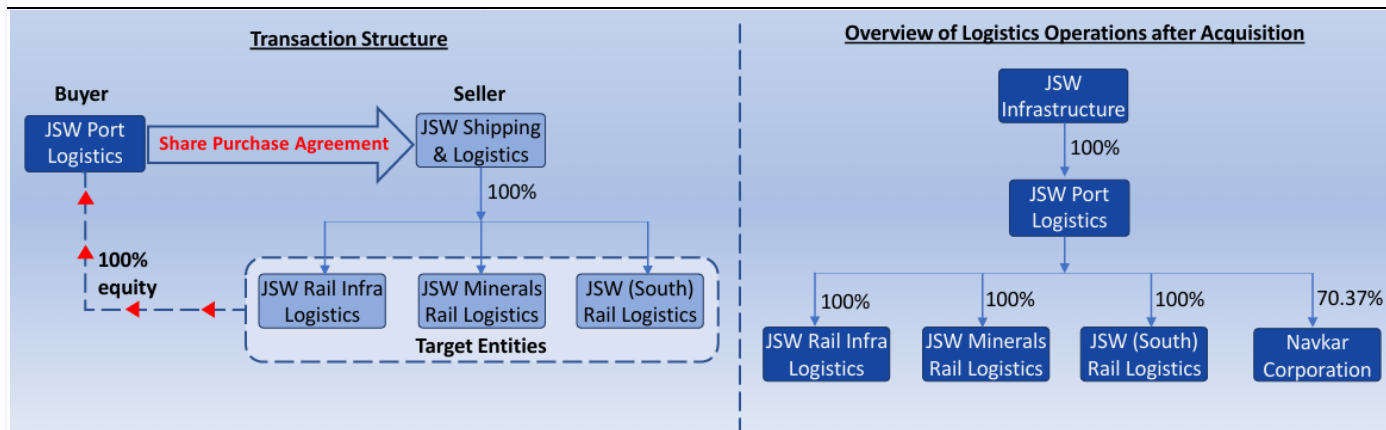 Transaction Structure
Buyer
JSW Port
Logistics
Share Purchase Agreement
Seller
JSW Shipping
& Logistics
100%
100%
equity
JSW Rail Infra
Logistics
JSW Minerals
Rail Logistics
JSW (South)
Rail Logistics
Target Entities
Overview of Logistics Operations after Acquisition
JSW
Infrastructure
100%
JSW Port
Logistics
100%
100%
100%
70.37%
JSW Rail Infra
Logistics
JSW Minerals
Rail Logistics
JSW (South)
Rail Logistics
Navkar
Corporation